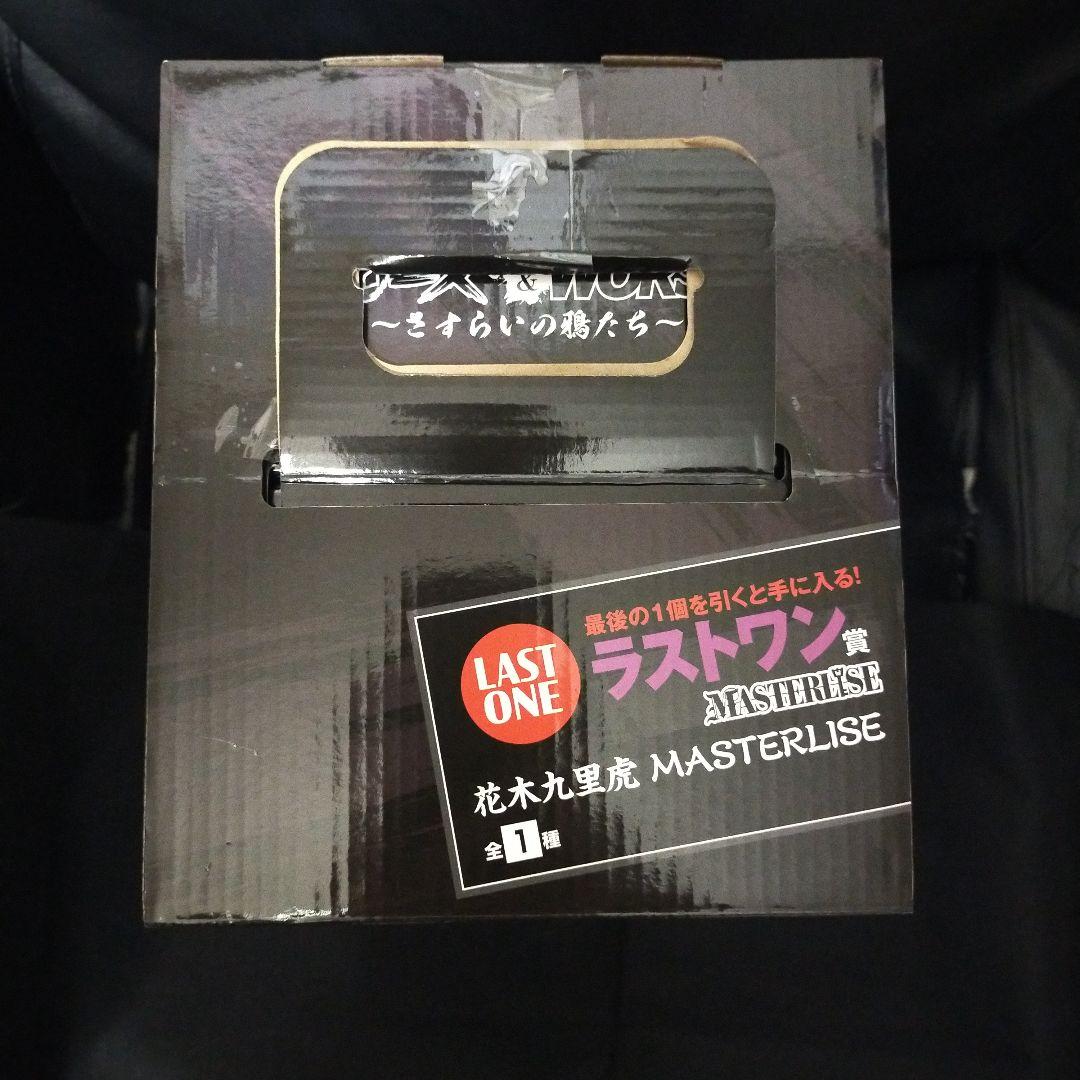 &
～さすらいの鴉たち～
最後の1個を引くと手に入る!
LAST ONE
ラストワン賞
MASTERLISE
花木九里虎 MASTERLISE
全1種